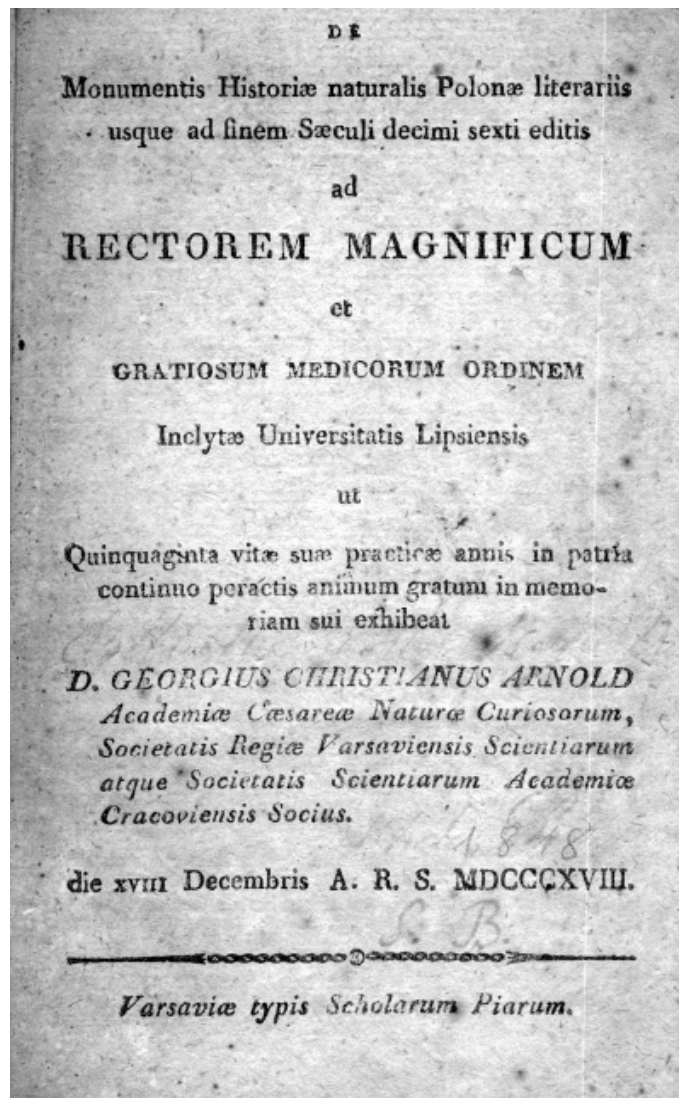 DE
Monumentis Historiæ naturalis Polonæ literariis
usque ad finem Sæculi decimi sexti editis
ad
RECTOREM MAGNIFICUM
et
GRATIOSUM MEDICORUM ORDINEM
Inclytæ Universitatis Lipsiensis
ut
Quinquaginta vitæ suæ practicæ annis in patria
continuo peractis animum gratum in memo-
riam sui exhibeat
D. GEORGIUS CHRISTIANUS ARNOLD
Academiæ Cæsareæ Naturæ Curiosorum,
Societatis Regiæ Varsaviensis Scientiarum
atque Societatis Scientiarum Academiæ
Cracoviensis Socius.
1848
die XVIII Decembris A. R. S. MDCCCXVIII.
S. B.
Varsaviæ typis Scholarum Piarum.